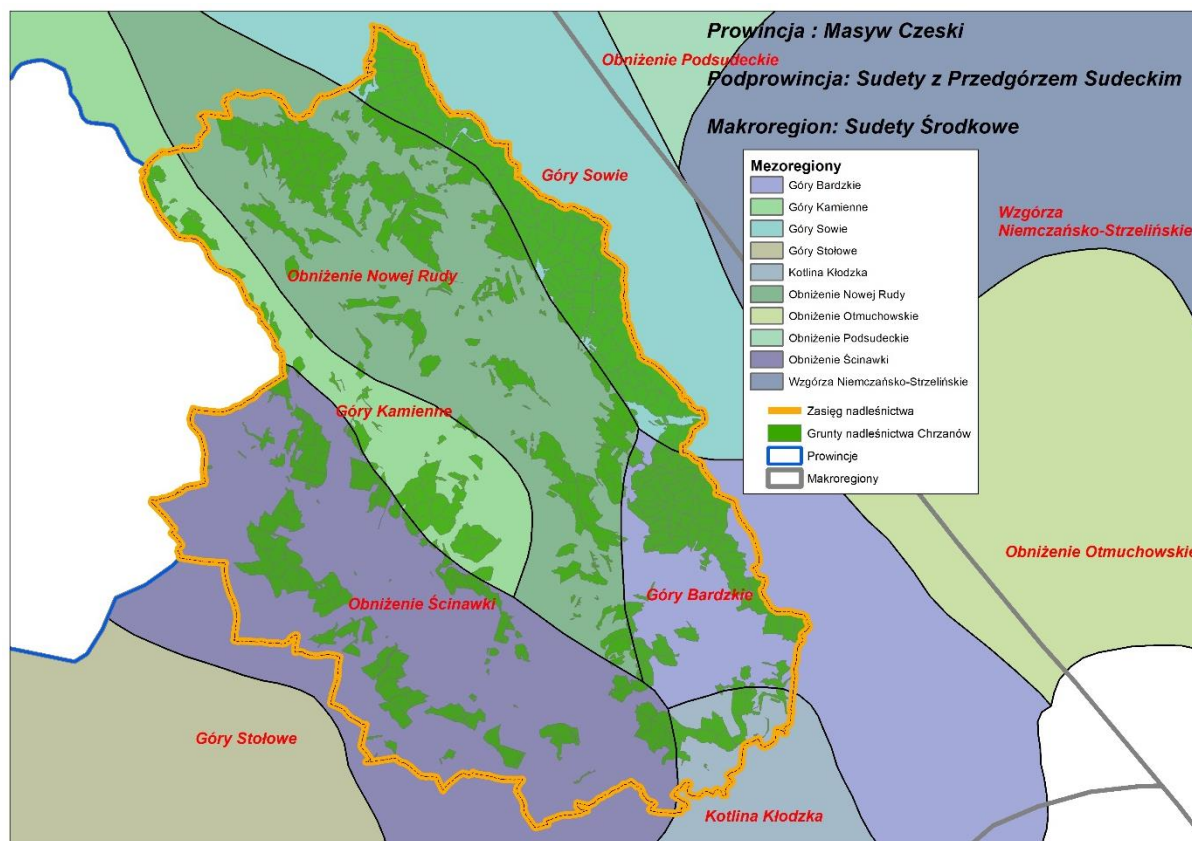 Prowincja : Masyw Czeski
Obniżenie Podsudeckie
Podprowincja: Sudety z Przedgórzem Sudeckim
Makroregion: Sudety Środkowe
Mezoregiony
Góry Bardzkie
Góry Kamienne
Góry Sowie
Góry Stołowe
Kotlina Kłodzka
Obniżenie Nowej Rudy
Obniżenie Otmuchowskie
Obniżenie Podsudeckie
Obniżenie Ścinawki
Wzgórza Niemczańsko-Strzelińskie
Zasięg nadleśnictwa
Grunty nadleśnictwa Chrzanów
Prowincje
Makroregiony
Góry Sowie
Wzgórza
Niemczańsko-Strzelińskie
Obniżenie Nowej Rudy
Góry Kamienne
Obniżenie Otmuchowskie
Góry Bardzkie
Obniżenie Ścinawki
Góry Stołowe
Kotlina Kłodzka